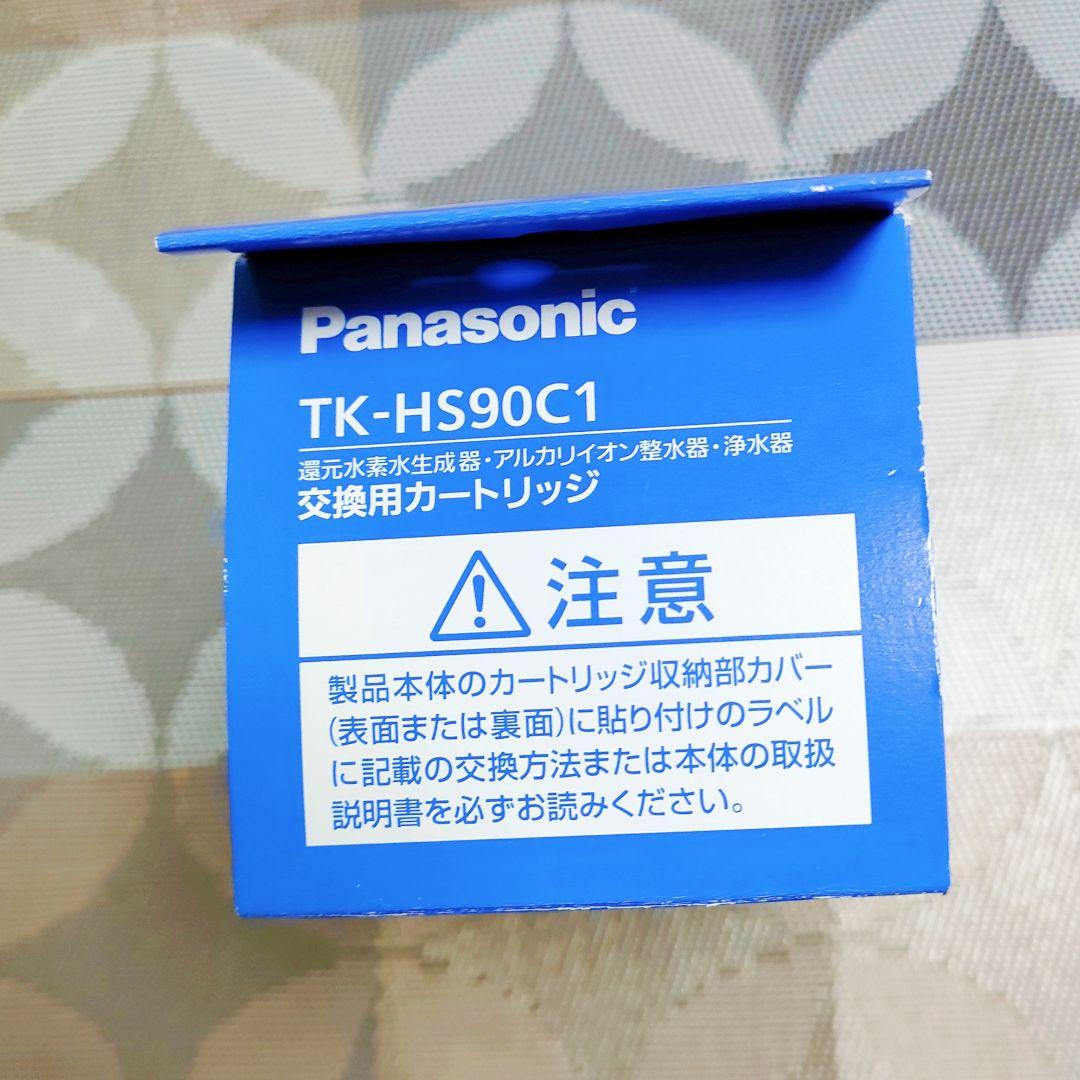 Panasonic
TK-HS90C1
還元水素水生成器・アルカリイオン整水器・浄水器
交換用カートリッジ
注意
製品本体のカートリッジ収納部カバー
(表面または裏面)に貼り付けのラベル
に記載の交換方法または本体の取扱
説明書を必ずお読みください。